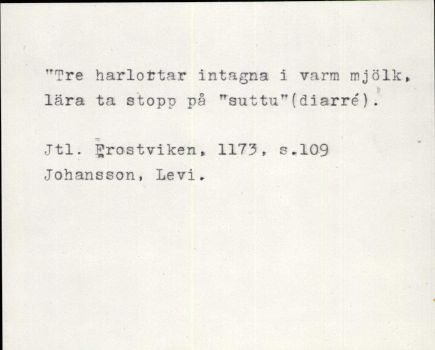 "Tre harlortar intagna i varm mjölk,
lära ta stopp på "suttu"(diarré).
Jtl. Frostviken, 1173, s.109
Johansson, Levi.